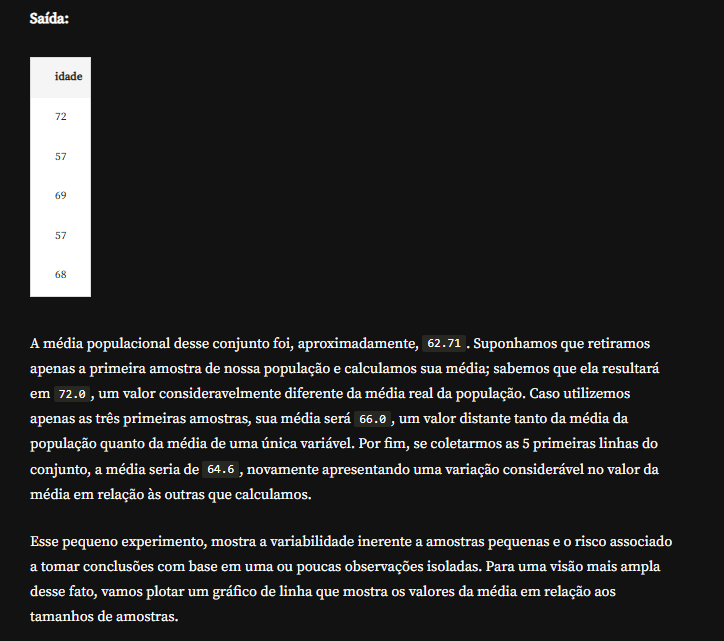 Saída:
idade
72
57
69
57
68
A média populacional desse conjunto foi, aproximadamente, 62.71. Suponhamos que retiramos
apenas a primeira amostra de nossa população e calculamos sua média; sabemos que ela resultará
em 72.0, um valor consideravelmente diferente da média real da população. Caso utilizemos
apenas as três primeiras amostras, sua média será 66.0, um valor distante tanto da média da
população quanto da média de uma única variável. Por fim, se coletarmos as 5 primeiras linhas do
conjunto, a média seria de 64.6, novamente apresentando uma variação considerável no valor da
média em relação às outras que calculamos.
Esse pequeno experimento, mostra a variabilidade inerente a amostras pequenas e o risco associado
a tomar conclusões com base em uma ou poucas observações isoladas. Para uma visão mais ampla
desse fato, vamos plotar um gráfico de linha que mostra os valores da média em relação aos
tamanhos de amostras.